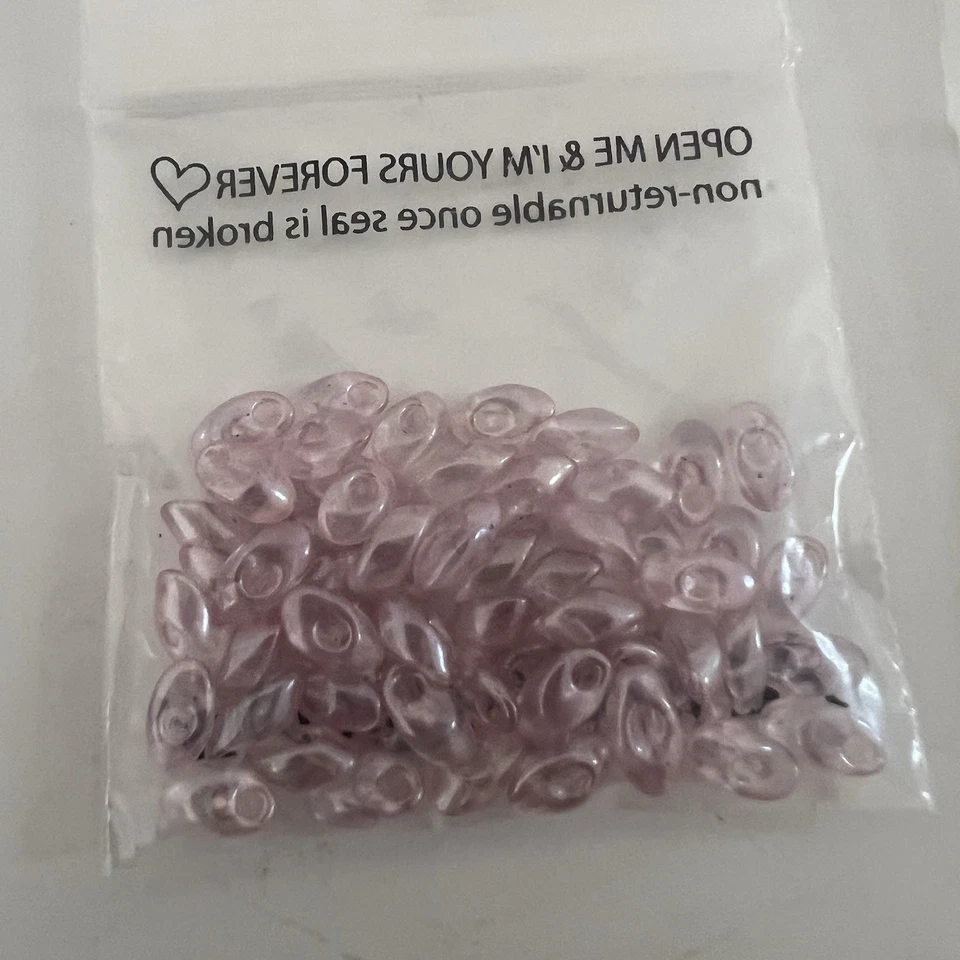 OPEN ME & I'M YOURS FOREVER♡
non-returnable once seal is broken